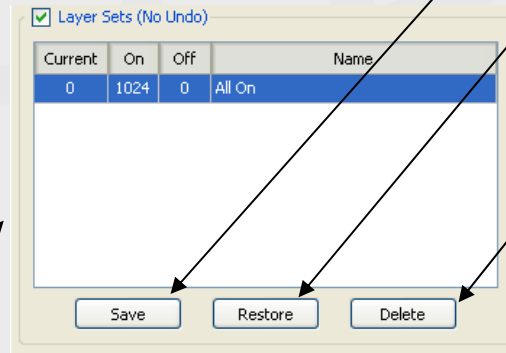 Layer Sets (No Undo)
Current On Off Name
0 1024 0 All On
Save Restore Delete